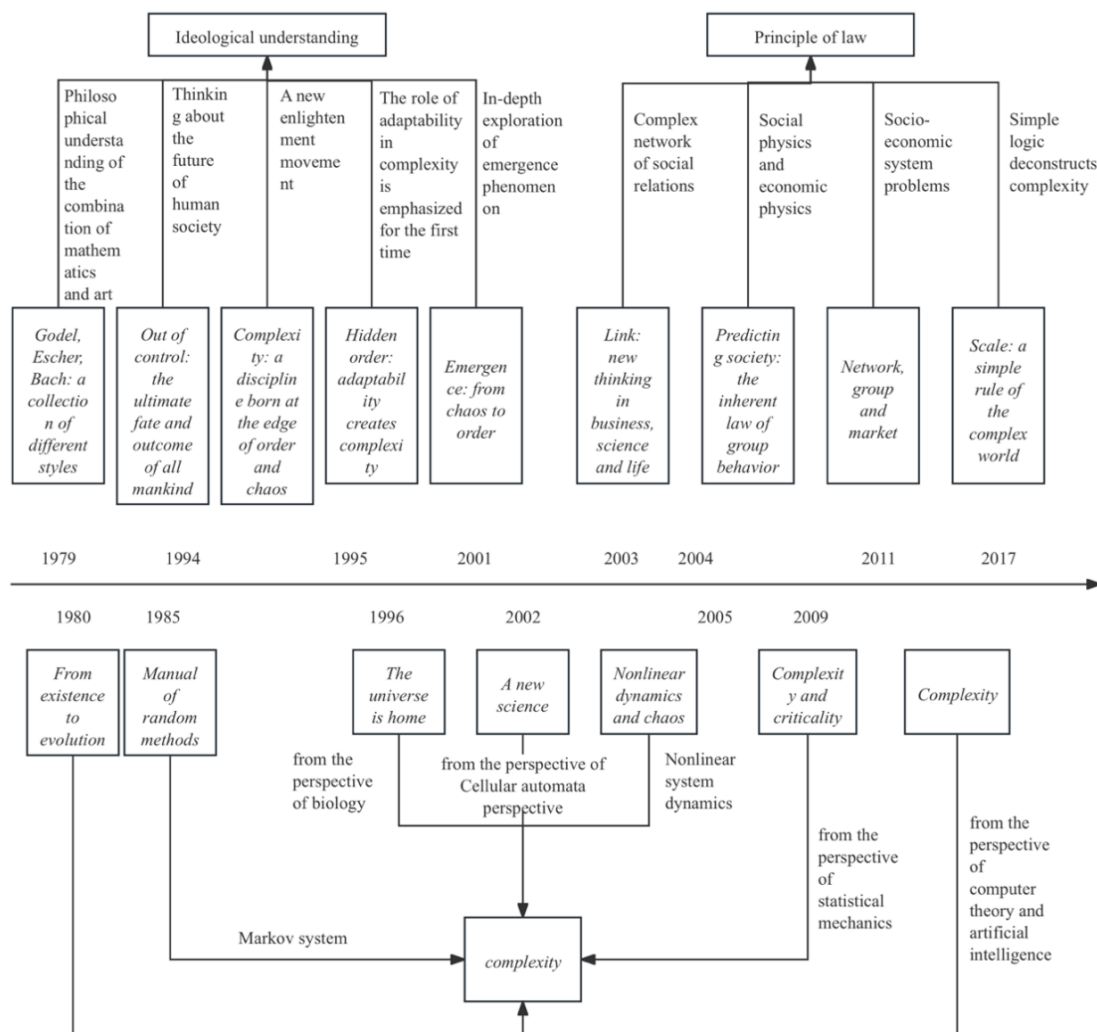 Ideological understanding
Principle of law
Philoso
phical
understa
nding of
the
combina
tion of
mathem
atics
and art
Thinkin
g about
the
future
of
human
society
A new
enlighten
ment
moveme
nt
The role of
adaptability
in
complexity
is
emphasized
for the first
time
In-depth
exploration
of
emergence
phenomen
on
Complex
network
of social
relations
Social
physics
and
economic
physics
Socio-
economic
system
problems
Simple
logic
deconstructs
complexity
Godel,
Escher,
Bach: a
collectio
n of
different
styles
Out of
control:
the
ultimate
fate and
outcome
of all
mankind
Complexi
ty: a
disciplin
e born at
the edge
of order
and
chaos
Hidden
order:
adaptabil
ity
creates
complexi
ty
Emergen
ce: from
chaos to
order
Link:
new
thinking
in
business,
science
and life
Predictin
g society:
the
inherent
law of
group
behavior
Network,
group
and
market
Scale: a
simple
rule of
the
complex
world
1979
1994
1995
2001
2003
2004
2011
2017
1980
1985
1996
2002
2005
2009
From
existence
to
evolution
Manual
of
random
methods
The
universe
is home
A new
science
Nonlinear
dynamics
and chaos
Complexit
y and
criticality
Complexity
from the
perspective
of biology
from the perspective of
Cellular automata
perspective
Nonlinear
system
dynamics
from the
perspective
of
statistical
mechanics
from the
perspective
of
computer
theory and
artificial
intelligence
Markov system
complexity